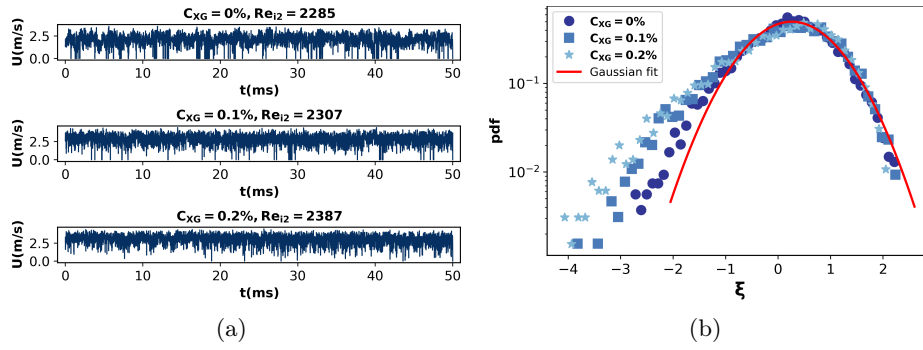 C_XG = 0%, Re_i2 = 2285
U(m/s)
2.5
0.0
0 10 20 30 40 50
t(ms)
C_XG = 0.1%, Re_i2 = 2307
U(m/s)
2.5
0.0
0 10 20 30 40 50
t(ms)
C_XG = 0.2%, Re_i2 = 2387
U(m/s)
2.5
0.0
0 10 20 30 40 50
t(ms)
(a)
C_XG = 0%
C_XG = 0.1%
C_XG = 0.2%
Gaussian fit
pdf
10^−1
10^−2
−4 −3 −2 −1 0 1 2
ξ
(b)